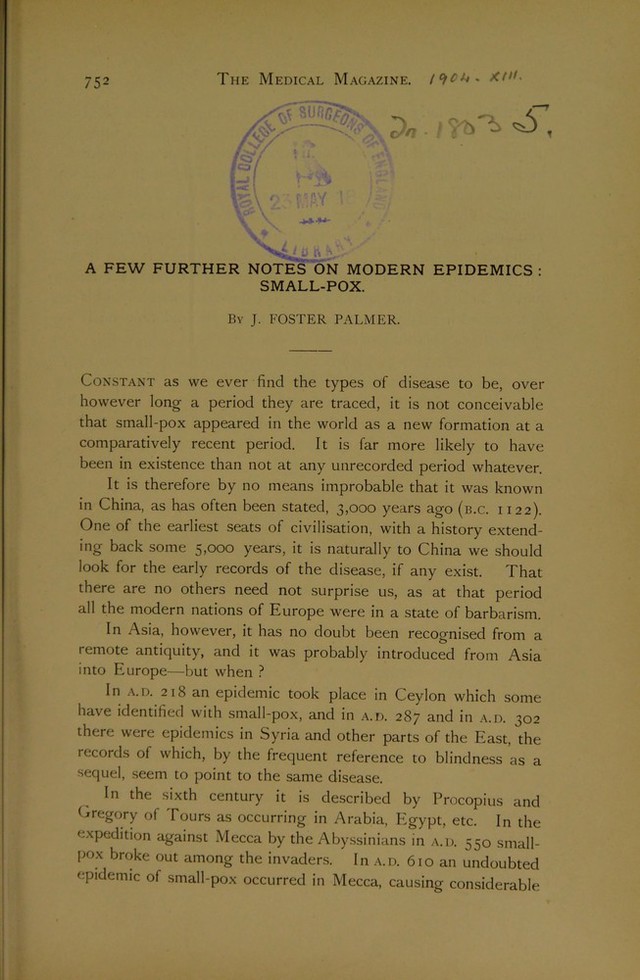 752 THE MEDICAL MAGAZINE. 1904. XIII.
ROYAL COLLEGE OF SURGEONS OF ENGLAND
23 MAY
LIBRARY
A FEW FURTHER NOTES ON MODERN EPIDEMICS :
SMALL-POX.
BY J. FOSTER PALMER.
CONSTANT as we ever find the types of disease to be, over
however long a period they are traced, it is not conceivable
that small-pox appeared in the world as a new formation at a
comparatively recent period. It is far more likely to have
been in existence than not at any unrecorded period whatever.
It is therefore by no means improbable that it was known
in China, as has often been stated, 3,000 years ago (B.C. 1122).
One of the earliest seats of civilisation, with a history extend-
ing back some 5,000 years, it is naturally to China we should
look for the early records of the disease, if any exist. That
there are no others need not surprise us, as at that period
all the modern nations of Europe were in a state of barbarism.
In Asia, however, it has no doubt been recognised from a
remote antiquity, and it was probably introduced from Asia
into Europe—but when ?
In A.D. 218 an epidemic took place in Ceylon which some
have identified with small-pox, and in A.D. 287 and in A.D. 302
there were epidemics in Syria and other parts of the East, the
records of which, by the frequent reference to blindness as a
sequel, seem to point to the same disease.
In the sixth century it is described by Procopius and
Gregory of Tours as occurring in Arabia, Egypt, etc. In the
expedition against Mecca by the Abyssinians in A.D. 550 small-
pox broke out among the invaders. In A.D. 610 an undoubted
epidemic of small-pox occurred in Mecca, causing considerable